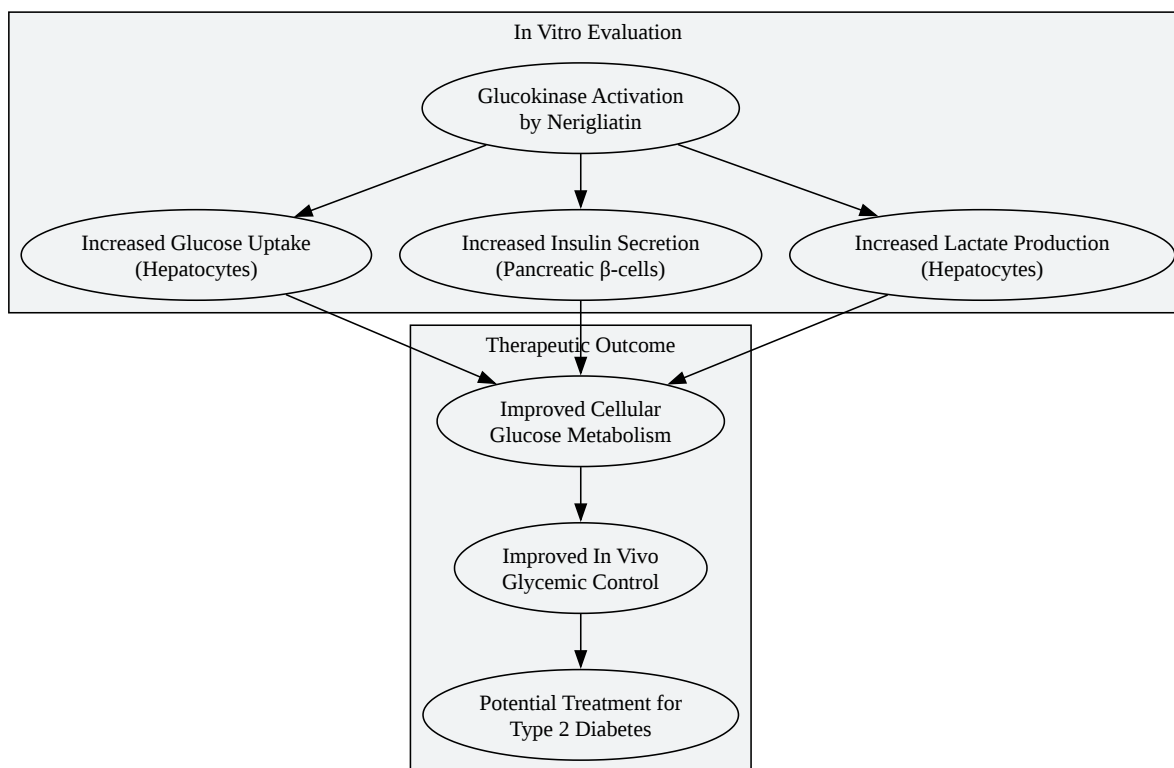 In Vitro Evaluation
Glucokinase Activation
by Nerigliatin
Increased Glucose Uptake
(Hepatocytes)
Increased Insulin Secretion
(Pancreatic β-cells)
Increased Lactate Production
(Hepatocytes)
Therapeutic Outcome
Improved Cellular
Glucose Metabolism
Improved In Vivo
Glycemic Control
Potential Treatment for
Type 2 Diabetes